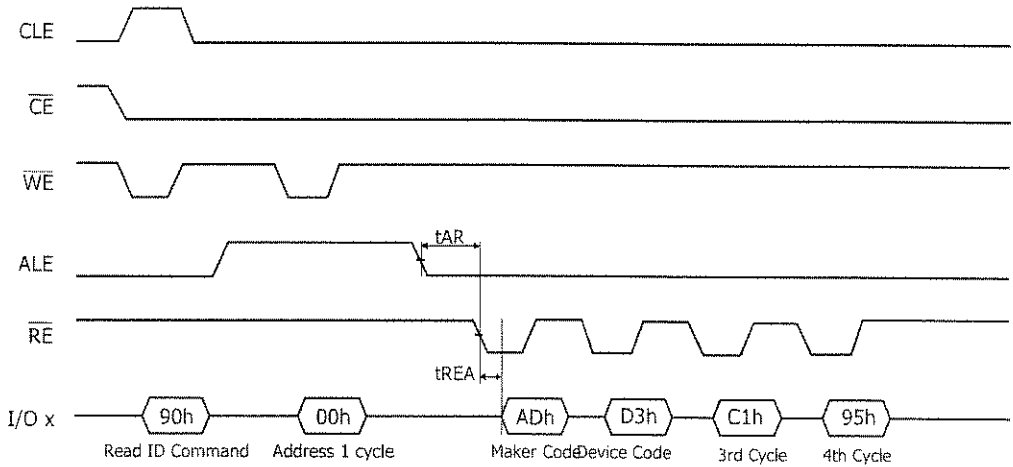 CLE
CE
WE
tAR
ALE
RE
tREA
I/O x 90h 00h ADh D3h C1h 95h
Read ID Command Address 1 cycle Maker Code Device Code 3rd Cycle 4th Cycle